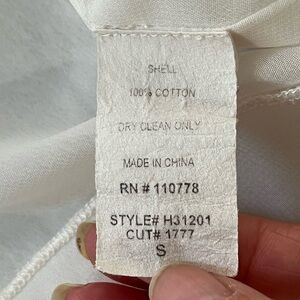 SHELL
100% COTTON
DRY CLEAN ONLY
MADE IN CHINA
RN # 110778
STYLE# H31201
CUT# 1777
S